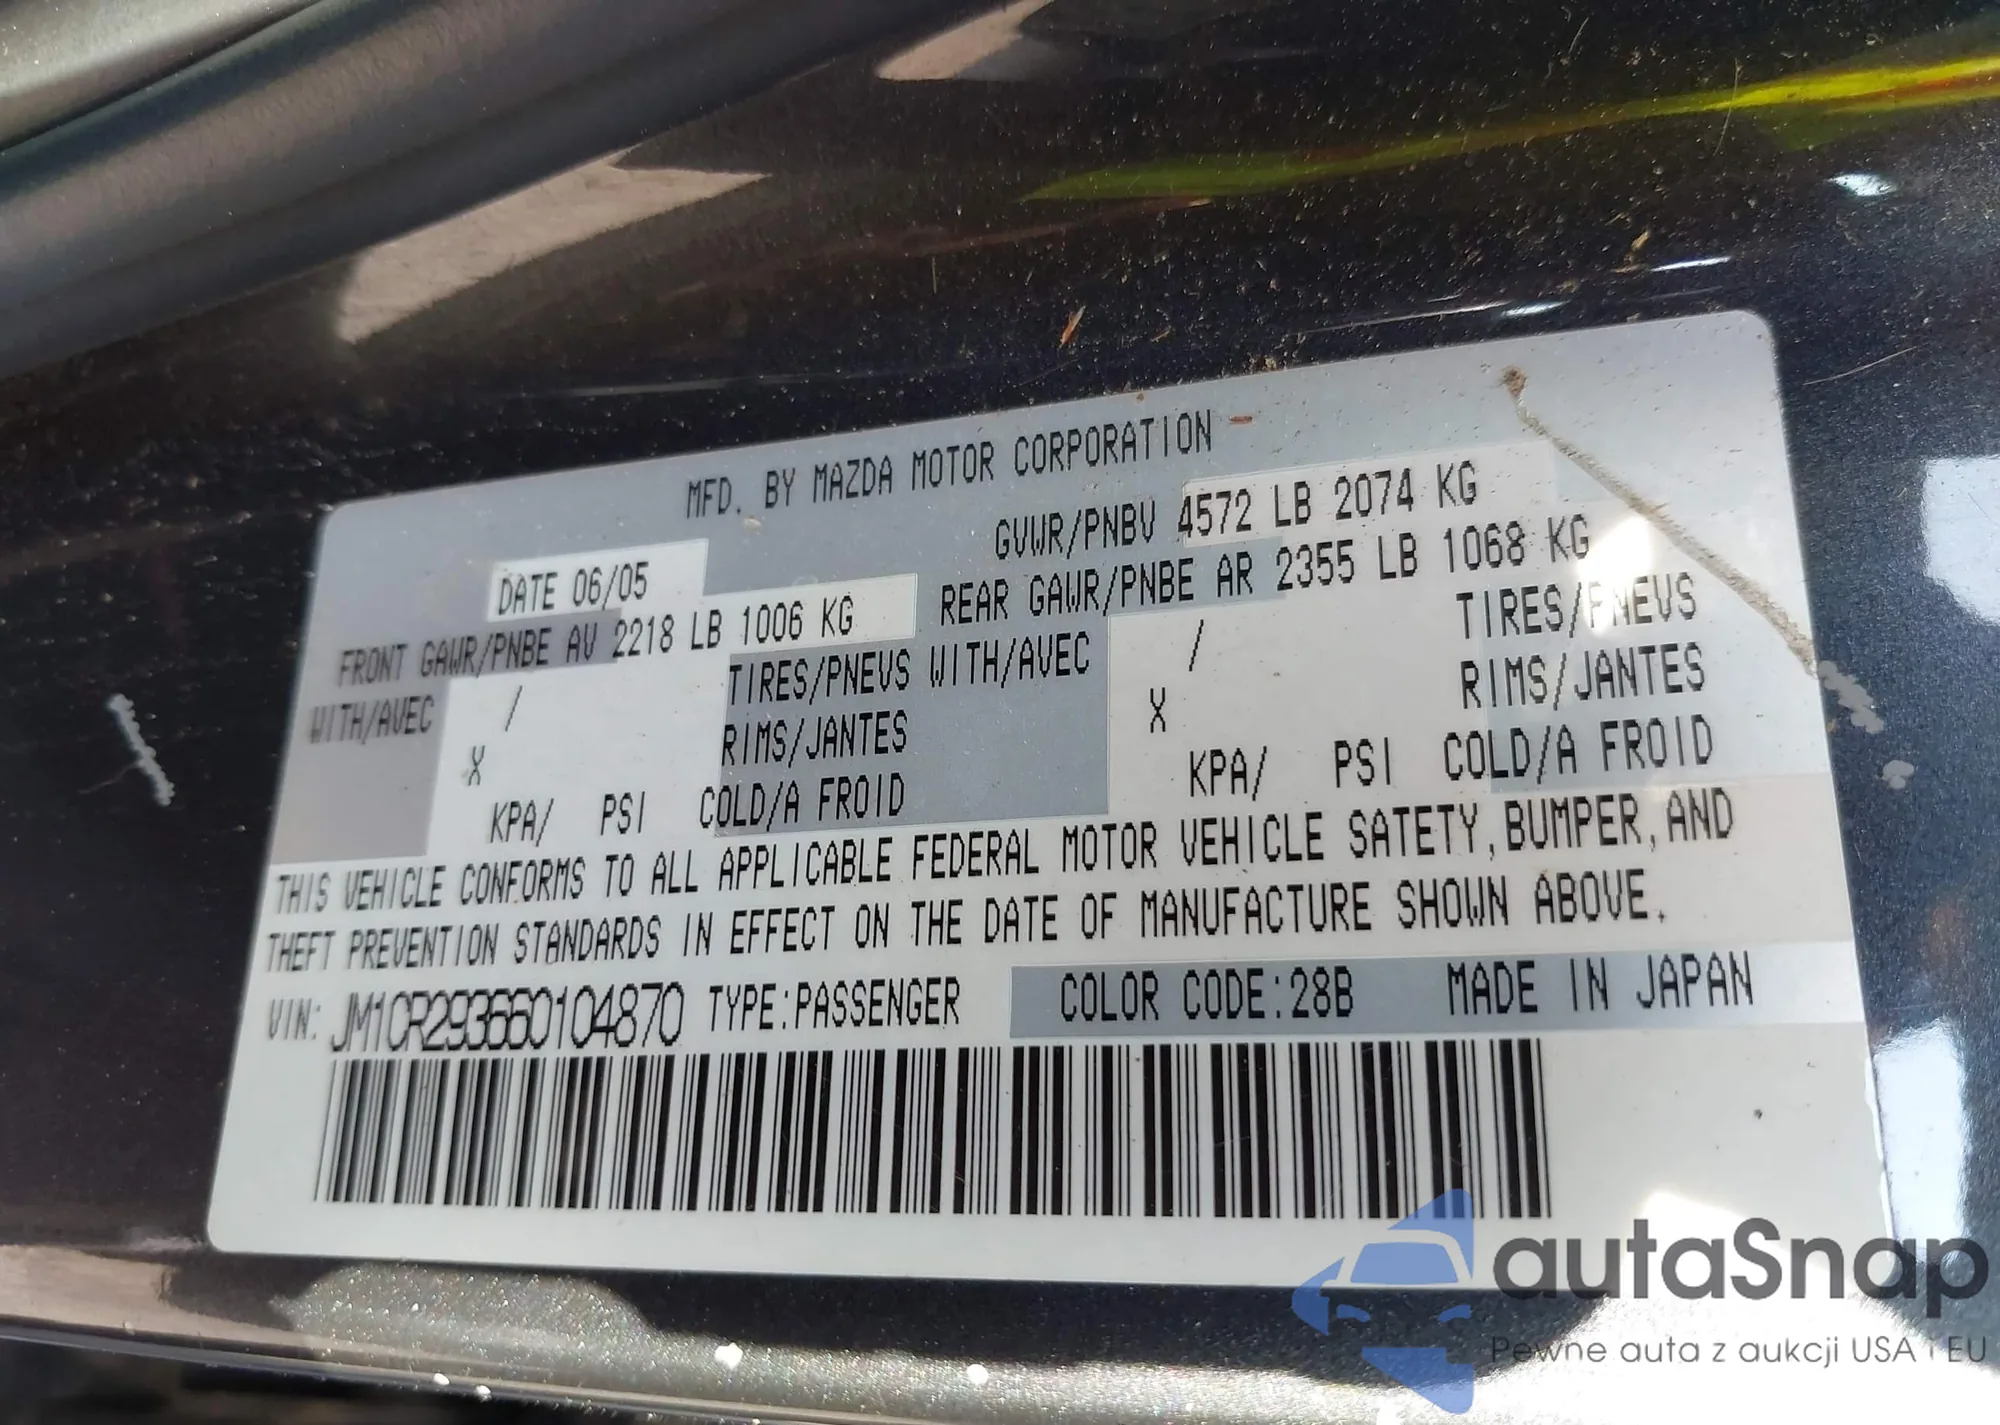 MFD. BY MAZDA MOTOR CORPORATION
DATE 06/05 GVWR/PNBV 4572 LB 2074 KG
FRONT GAWR/PNBE AV 2218 LB 1006 KG REAR GAWR/PNBE AR 2355 LB 1068 KG
WITH/AVEC / TIRES/PNEVS WITH/AVEC / TIRES/PNEVS
X RIMS/JANTES X RIMS/JANTES
KPA/ PSI COLD/A FROID KPA/ PSI COLD/A FROID
THIS VEHICLE CONFORMS TO ALL APPLICABLE FEDERAL MOTOR VEHICLE SATETY, BUMPER, AND
THEFT PREVENTION STANDARDS IN EFFECT ON THE DATE OF MANUFACTURE SHOWN ABOVE.
VIN: JM1CR293660104870 TYPE:PASSENGER COLOR CODE:28B MADE IN JAPAN
autaSnap
Pewne auta z aukcji USA i EU